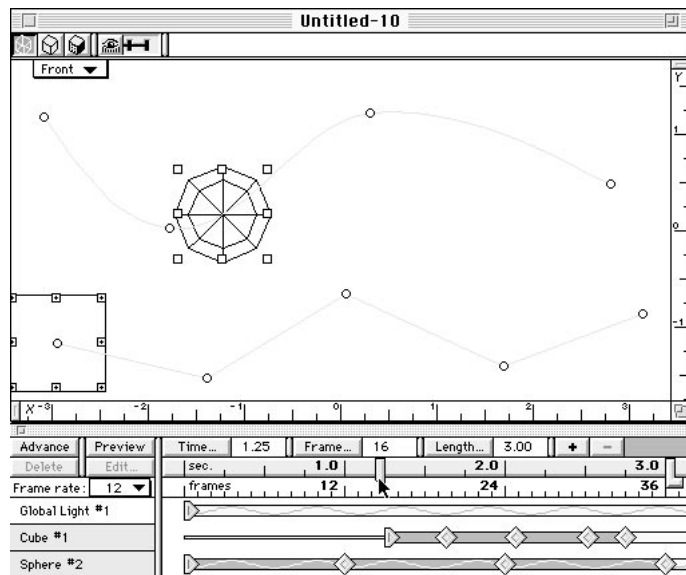 Untitled-10
Front
Y
1
0
-1
X -3 -2 -1 0 1 2 3
Advance Preview Time... 1.25 Frame... 16 Length... 3.00 + -
Delete Edit... sec. 1.0 2.0 3.0
Frame rate: 12 frames 12 24 36
Global Light #1
Cube #1
Sphere #2